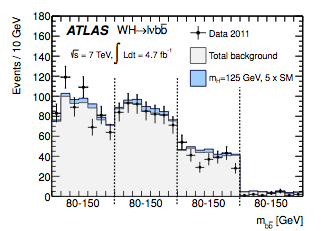 Events / 10 GeV
180
160
140
120
100
80
60
40
20
0
ATLAS WH→lνbb̅
√s = 7 TeV, ∫ Ldt = 4.7 fb⁻¹
Data 2011
Total background
m_H=125 GeV, 5 x SM
80-150 80-150 80-150 80-150
m_bb̅ [GeV]